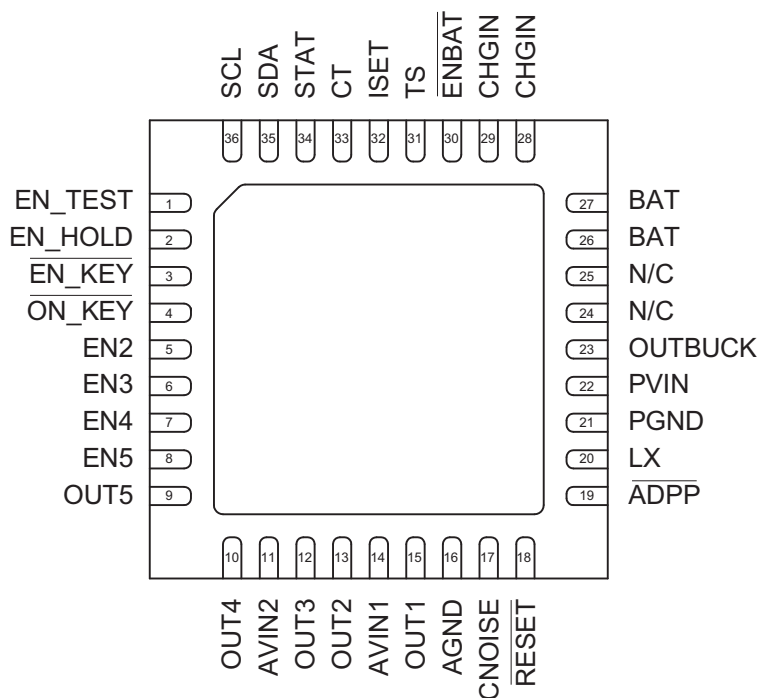 SCL
SDA
STAT
CT
ISET
TS
ENBAT
CHGIN
CHGIN
36
35
34
33
32
31
30
29
28
EN_TEST 1
EN_HOLD 2
EN_KEY 3
ON_KEY 4
EN2 5
EN3 6
EN4 7
EN5 8
OUT5 9
27 BAT
26 BAT
25 N/C
24 N/C
23 OUTBUCK
22 PVIN
21 PGND
20 LX
19 ADPP
10
11
12
13
14
15
16
17
18
OUT4
AVIN2
OUT3
OUT2
AVIN1
OUT1
AGND
CNOISE
RESET